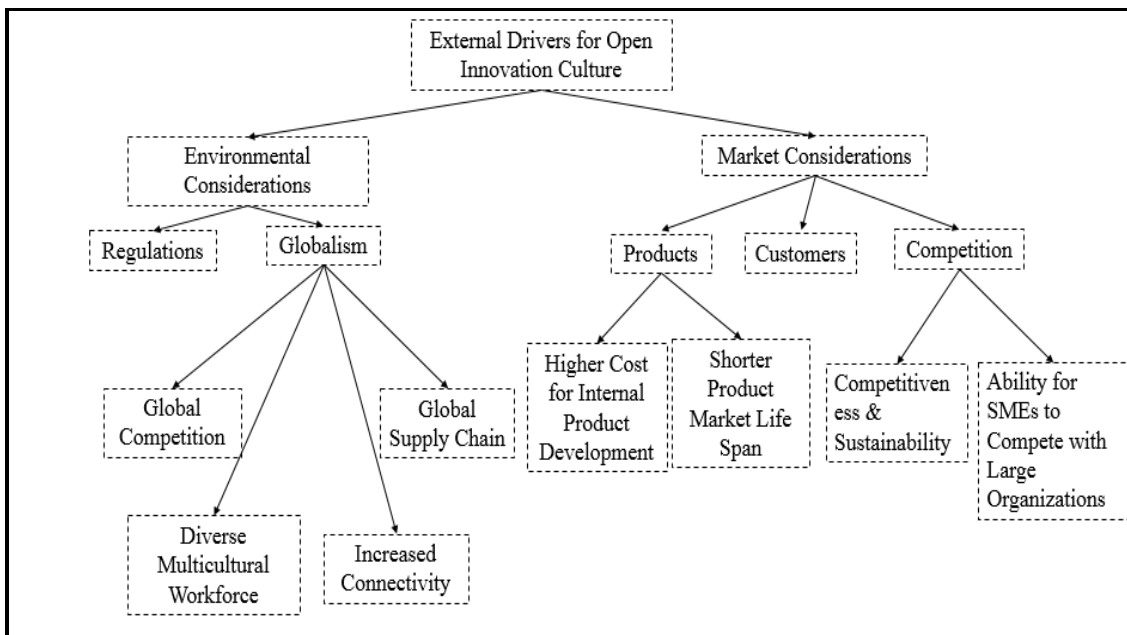 External Drivers for Open
Innovation Culture
Environmental
Considerations
Market Considerations
Regulations
Globalism
Products
Customers
Competition
Global
Competition
Global
Supply Chain
Higher Cost
for Internal
Product
Development
Shorter
Product
Market Life
Span
Competitiven
ess &
Sustainability
Ability for
SMEs to
Compete with
Large
Organizations
Diverse
Multicultural
Workforce
Increased
Connectivity